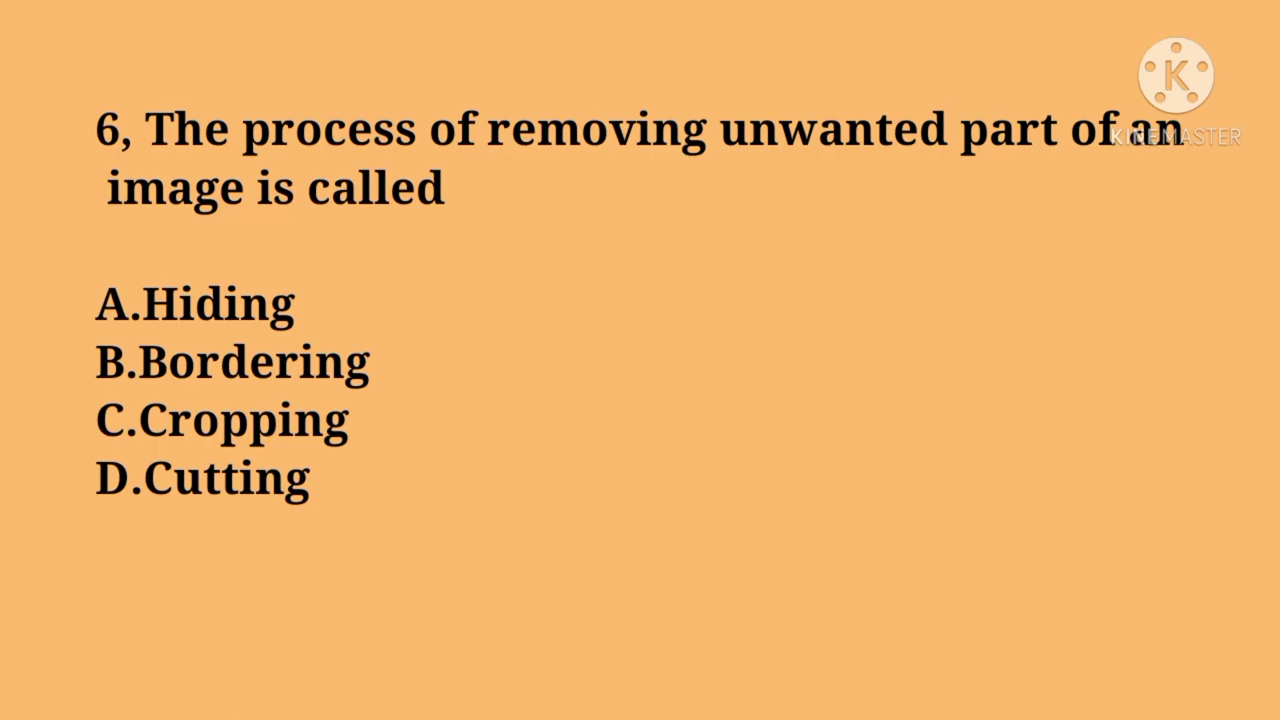 6, The process of removing unwanted part of an
image is called
A.Hiding
B.Bordering
C.Cropping
D.Cutting
K
KINEMASTER